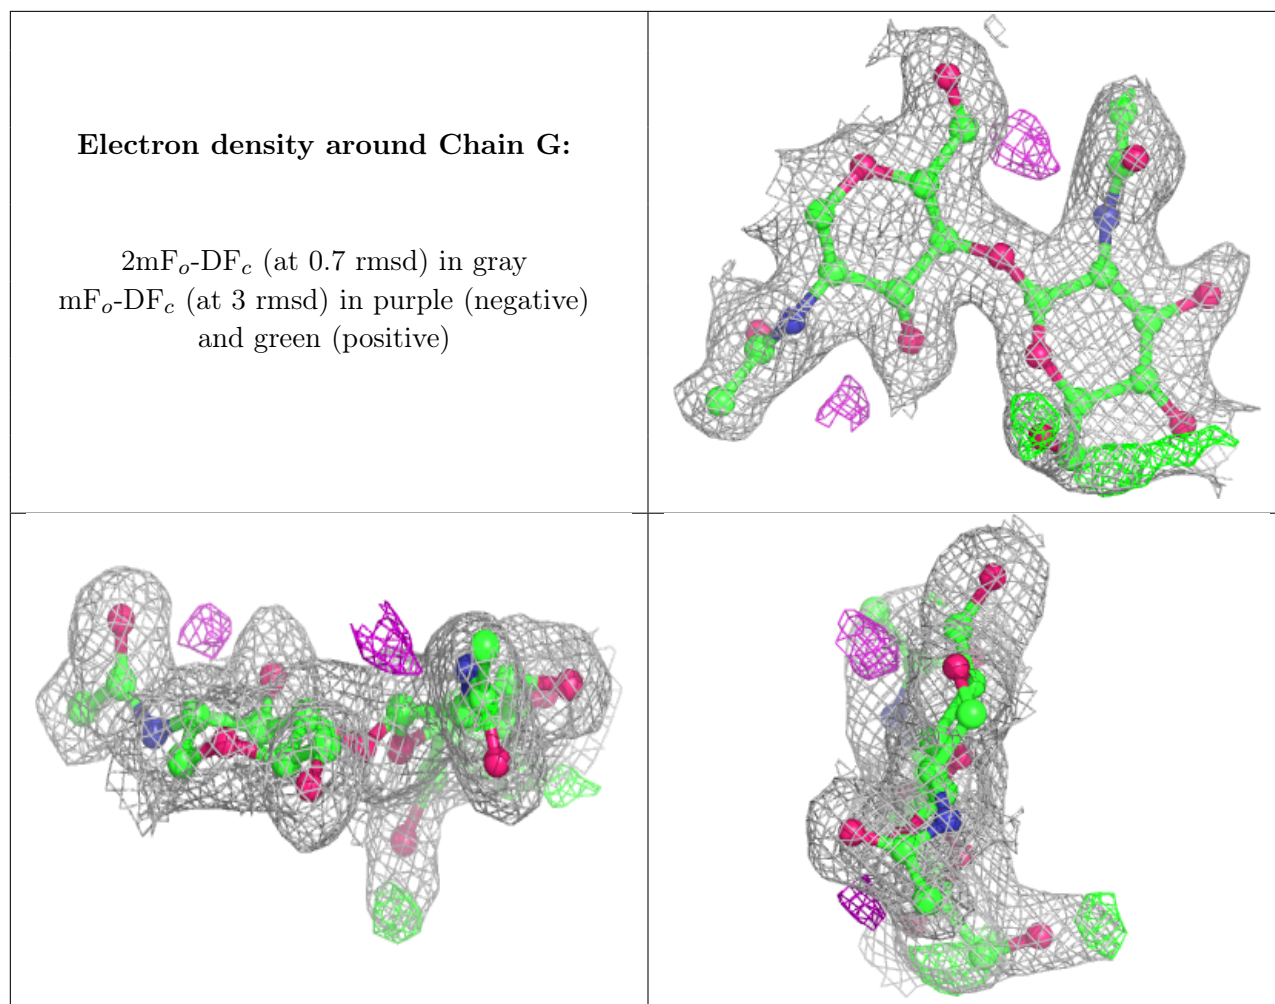 Electron density around Chain G:
2mFo-DFc (at 0.7 rmsd) in gray
mFo-DFc (at 3 rmsd) in purple (negative)
and green (positive)